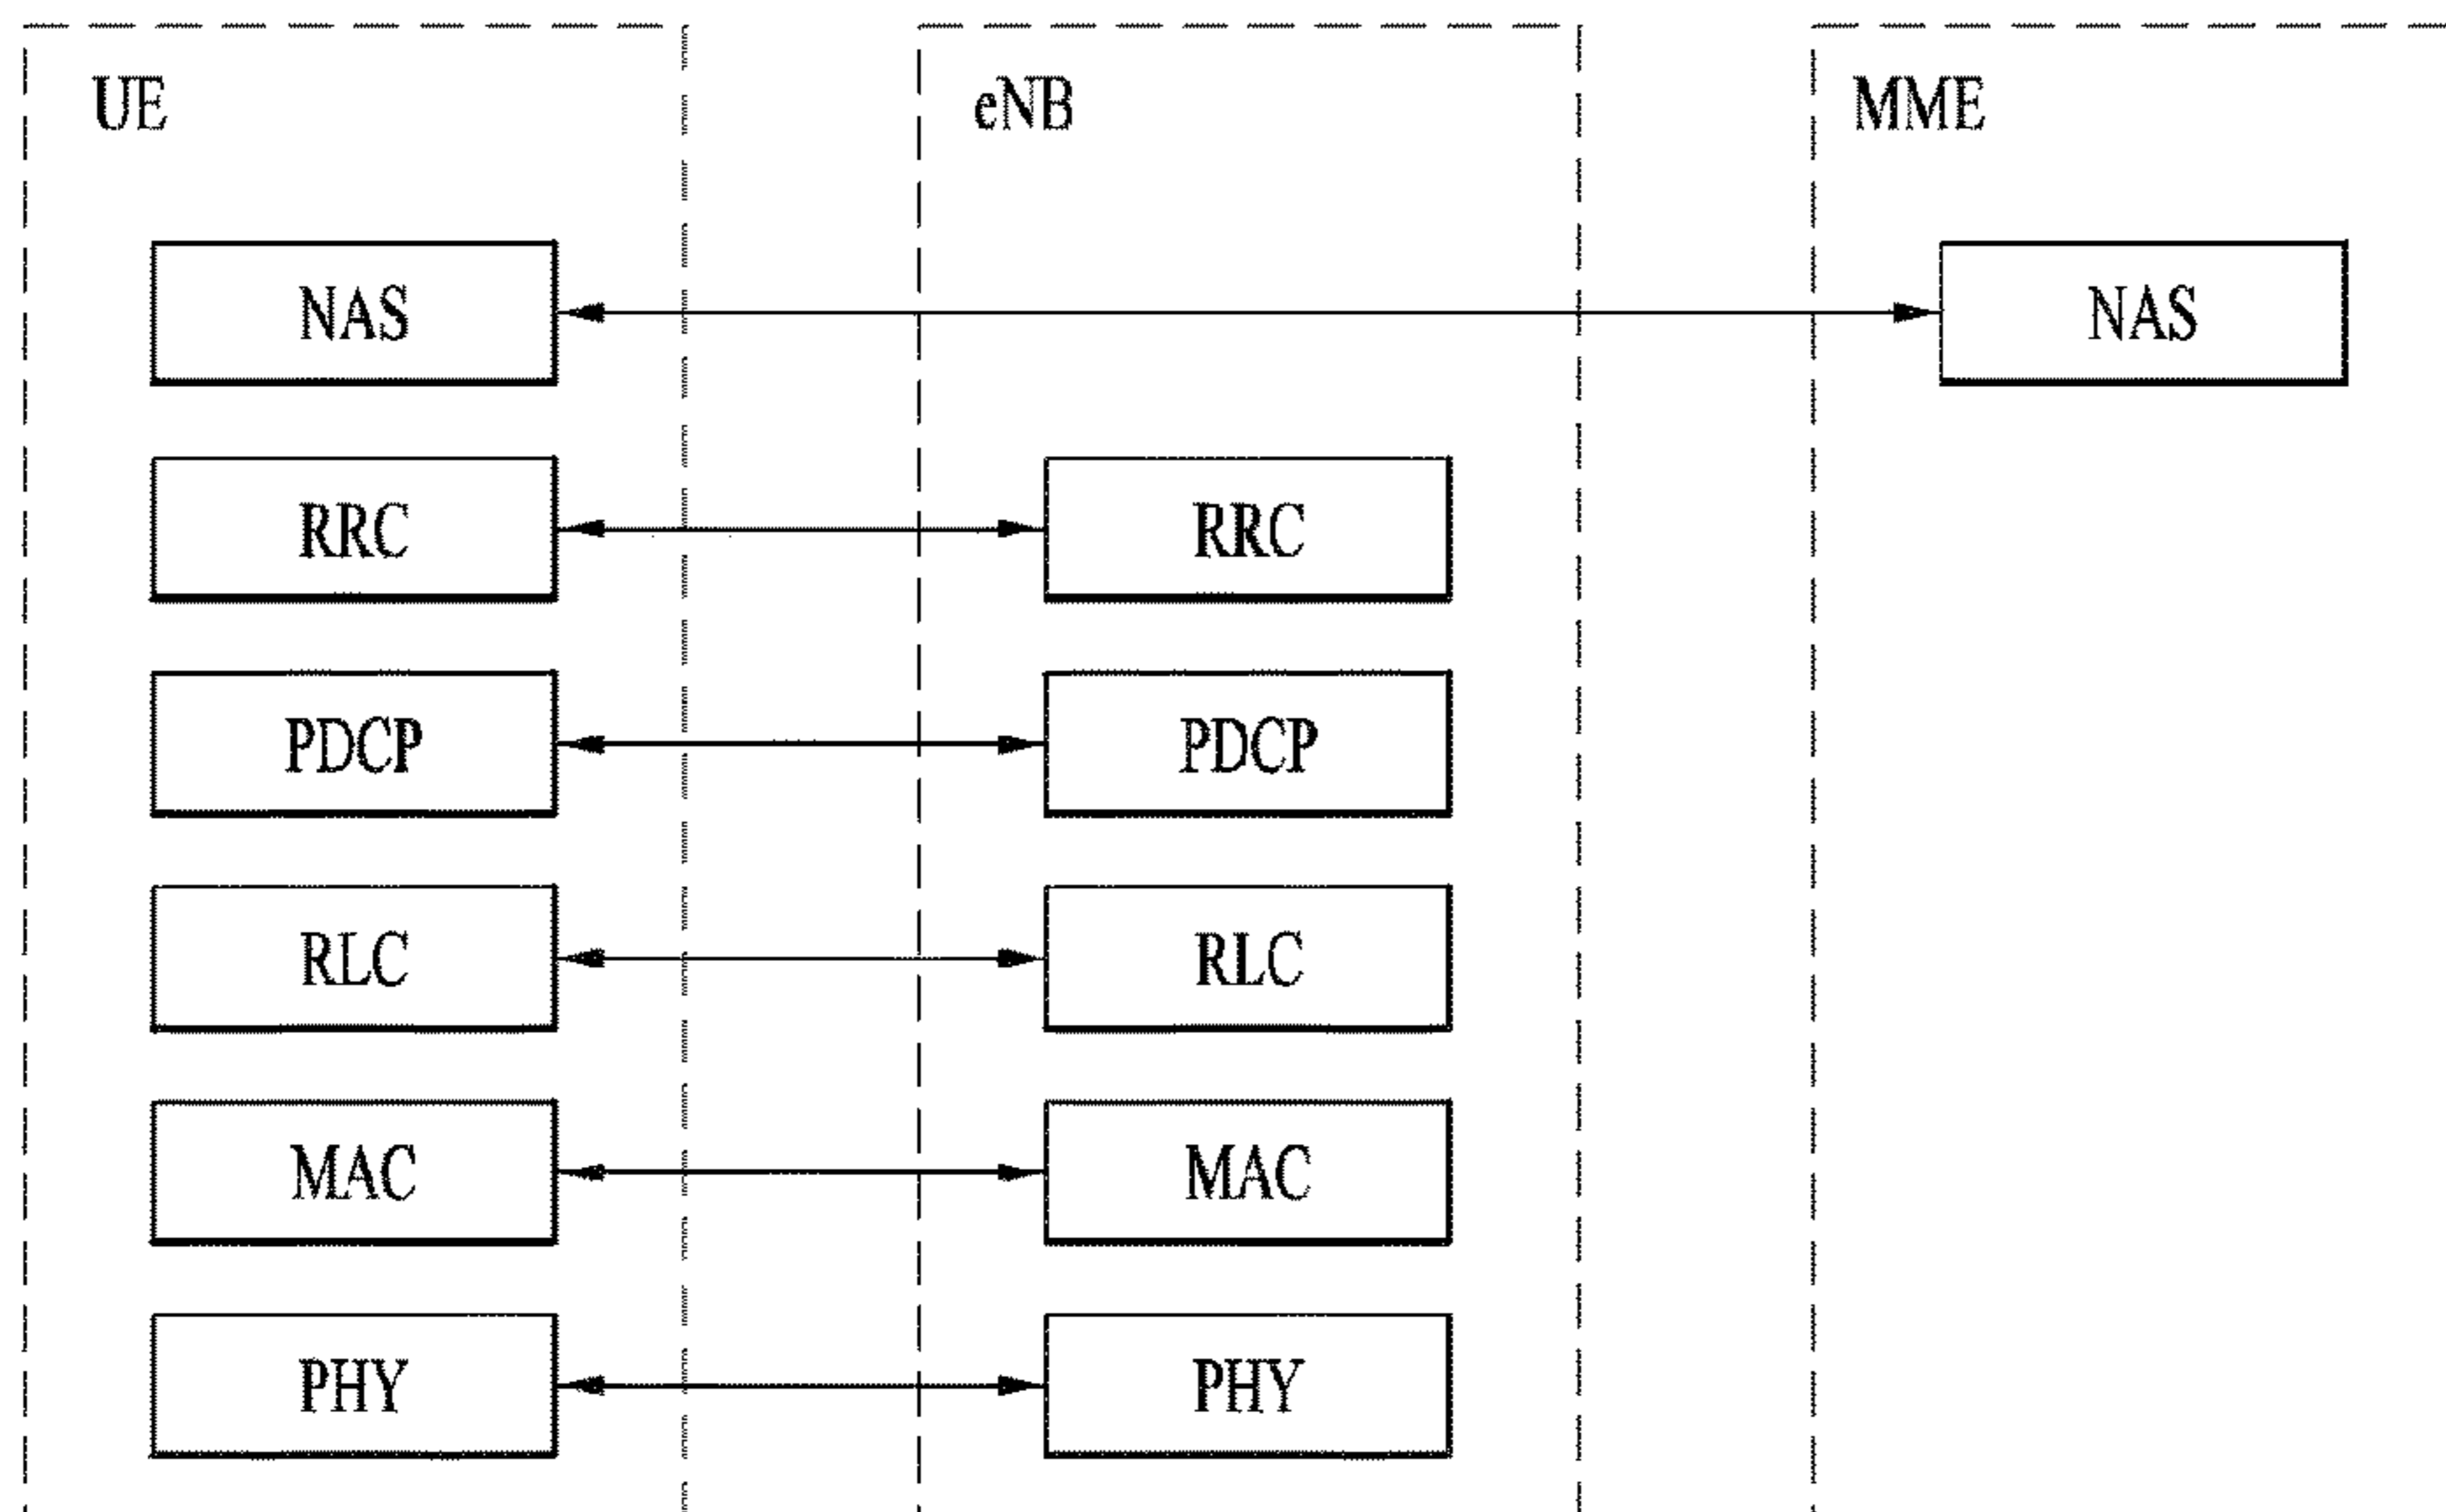 UE
eNB
MME
NAS
NAS
RRC
RRC
PDCP
PDCP
RLC
RLC
MAC
MAC
PHY
PHY